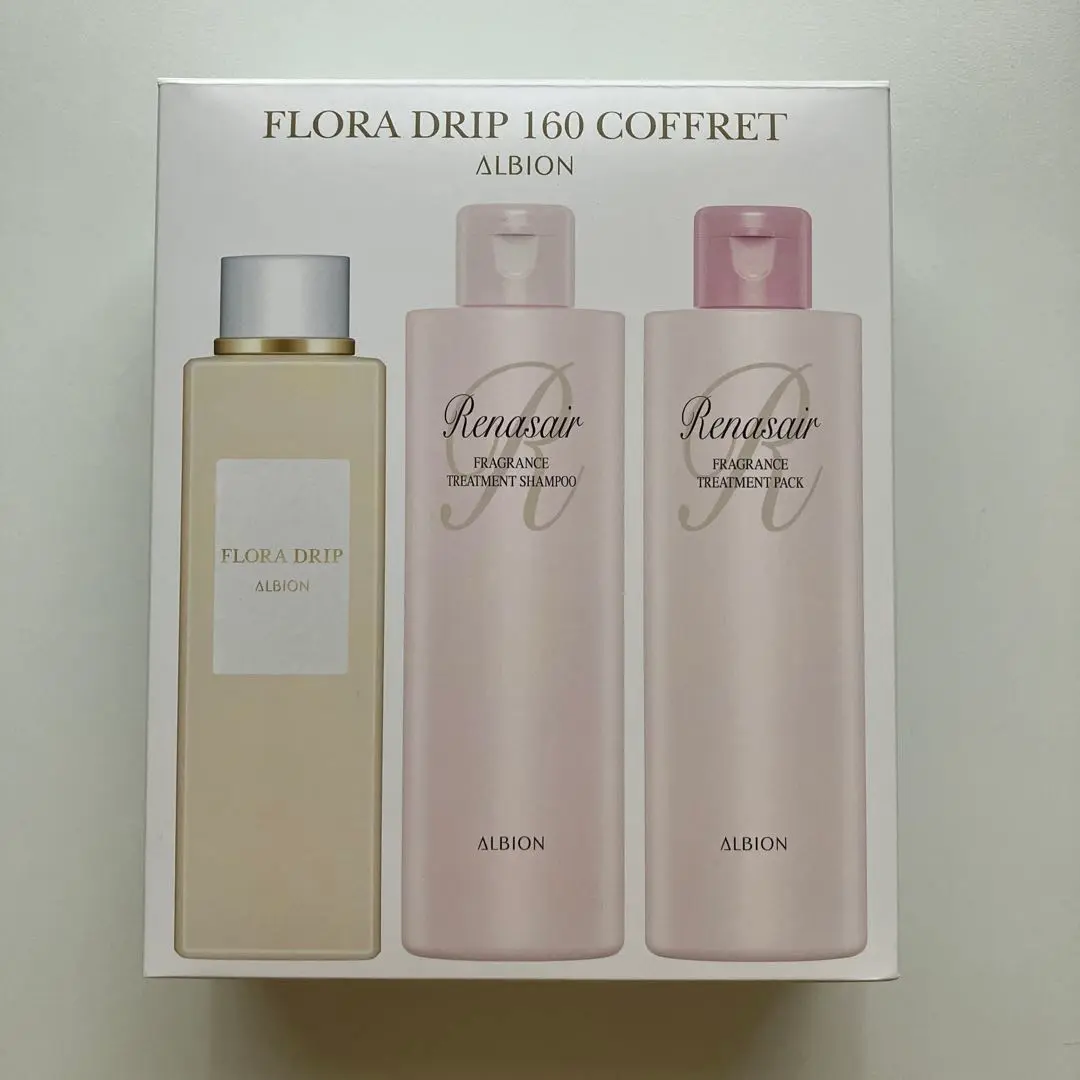 FLORA DRIP 160 COFFRET
ALBION
FLORA DRIP
ALBION
Renasair
FRAGRANCE
TREATMENT SHAMPOO
ALBION
Renasair
FRAGRANCE
TREATMENT PACK
ALBION